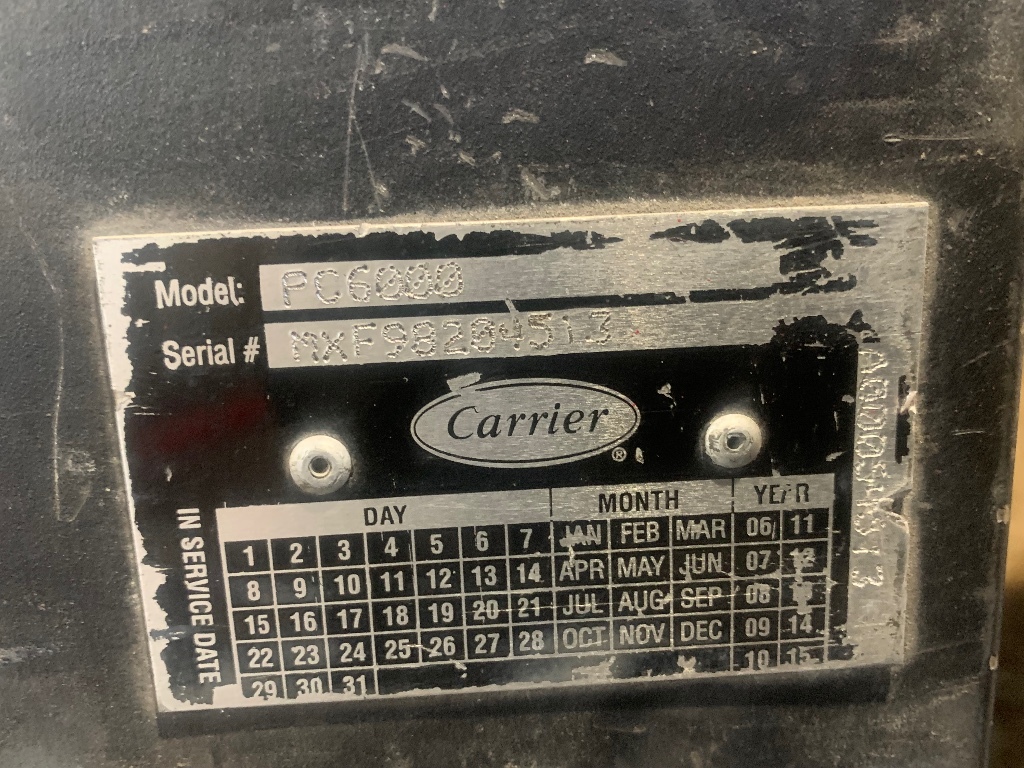 Model: PC6000
Serial # MXF98204513
Carrier ®
IN SERVICE DATE
DAY MONTH YEAR
1 2 3 4 5 6 7 JAN FEB MAR 06 11
8 9 10 11 12 13 14 APR MAY JUN 07 12
15 16 17 18 19 20 21 JUL AUG SEP 08
22 23 24 25 26 27 28 OCT NOV DEC 09 14
29 30 31 10 15